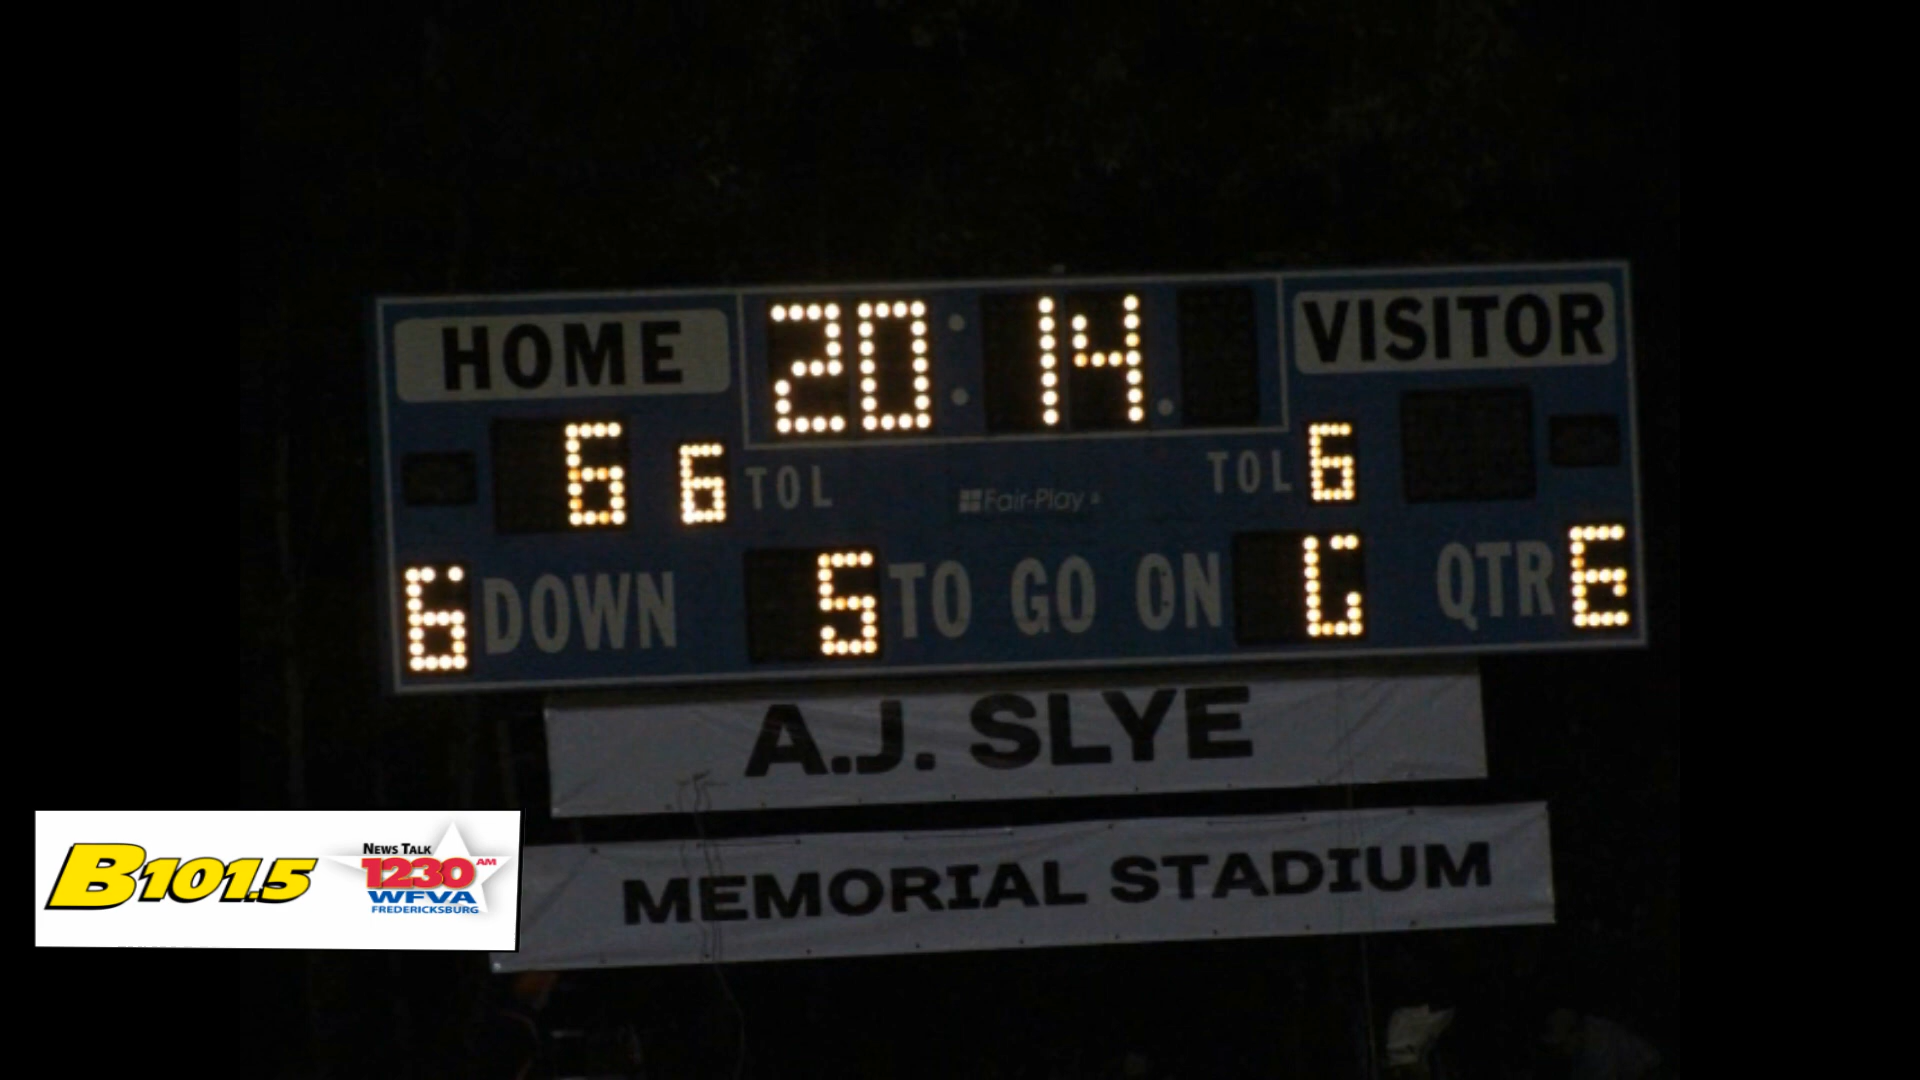 HOME 20:14 VISITOR
6 6 TOL TOL 6
Fair-Play
6 DOWN 5 TO GO ON G QTR E
A.J. SLYE
MEMORIAL STADIUM
B101.5
NEWS TALK
1230 AM
WFVA
FREDERICKSBURG